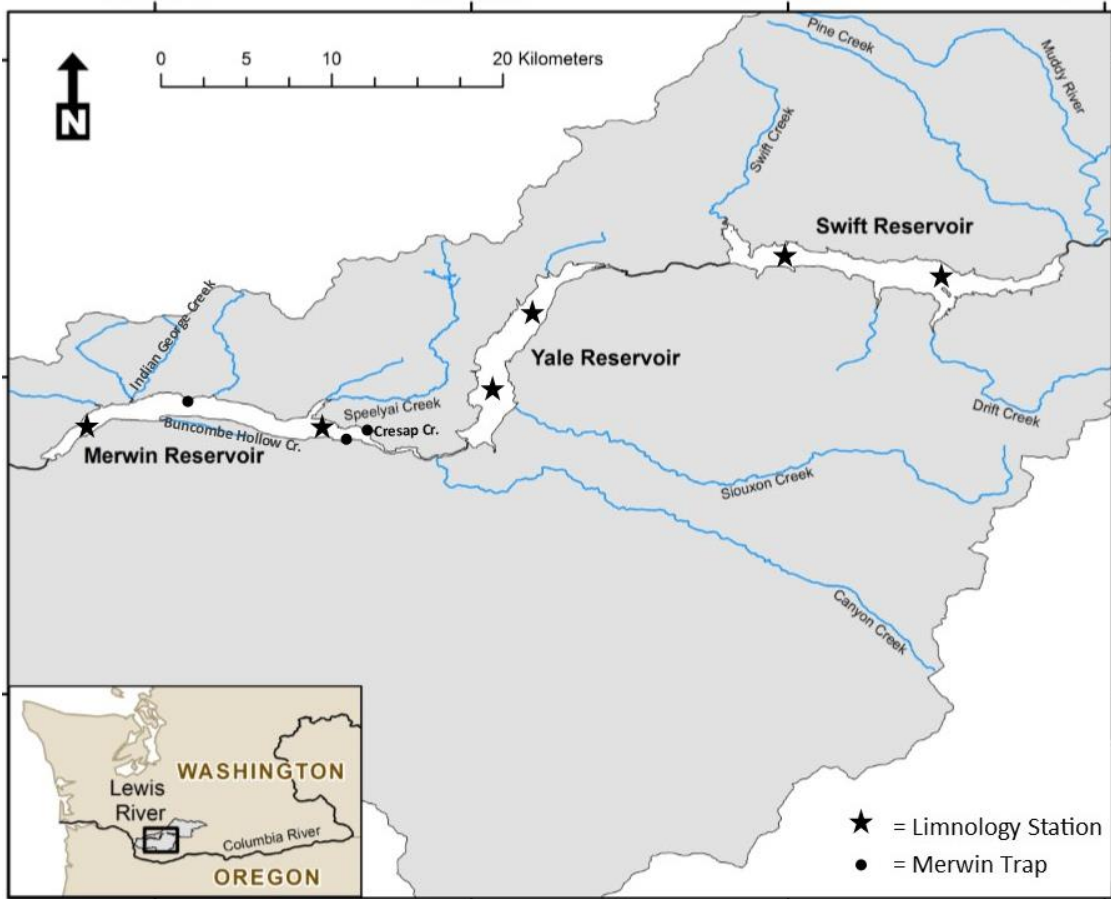 Pine Creek
Muddy River
0 5 10 20 Kilometers
N
Swift Creek
Swift Reservoir
Indian George Creek
Yale Reservoir
Speelyai Creek
Drift Creek
Buncombe Hollow Cr.
Cresap Cr.
Merwin Reservoir
Siouxon Creek
Canyon Creek
WASHINGTON
Lewis
River
Columbia River
OREGON
= Limnology Station
= Merwin Trap